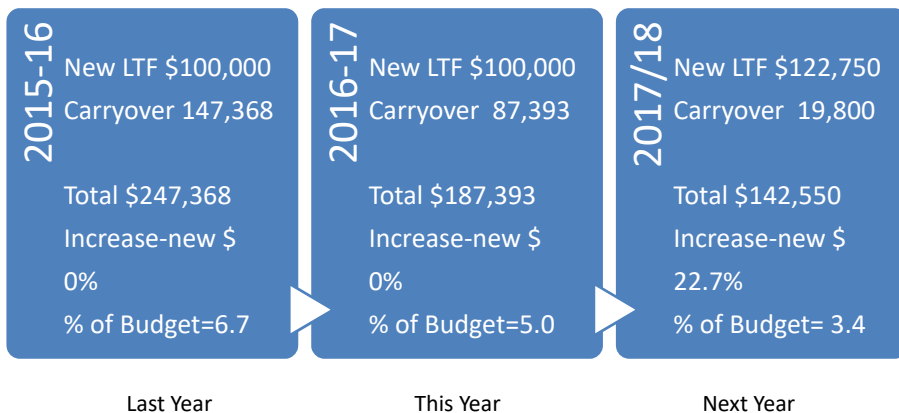 2015-16
New LTF $100,000
Carryover 147,368
Total $247,368
Increase-new $
0%
% of Budget=6.7
2016-17
New LTF $100,000
Carryover 87,393
Total $187,393
Increase-new $
0%
% of Budget=5.0
2017/18
New LTF $122,750
Carryover 19,800
Total $142,550
Increase-new $
22.7%
% of Budget= 3.4
Last Year
This Year
Next Year